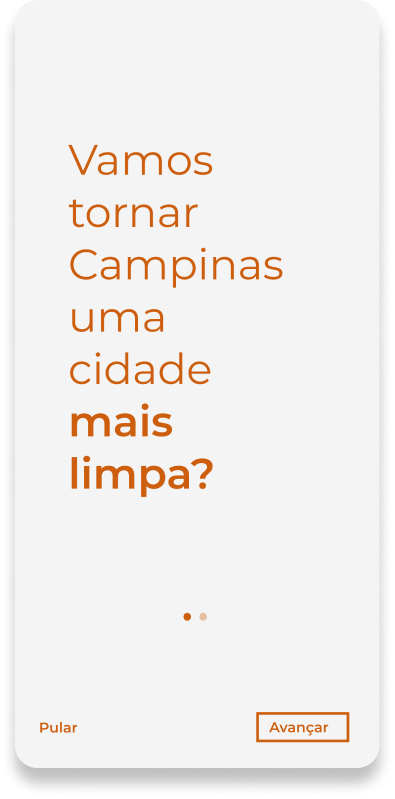 Vamos
tornar
Campinas
uma
cidade
mais
limpa?
Pular
Avançar